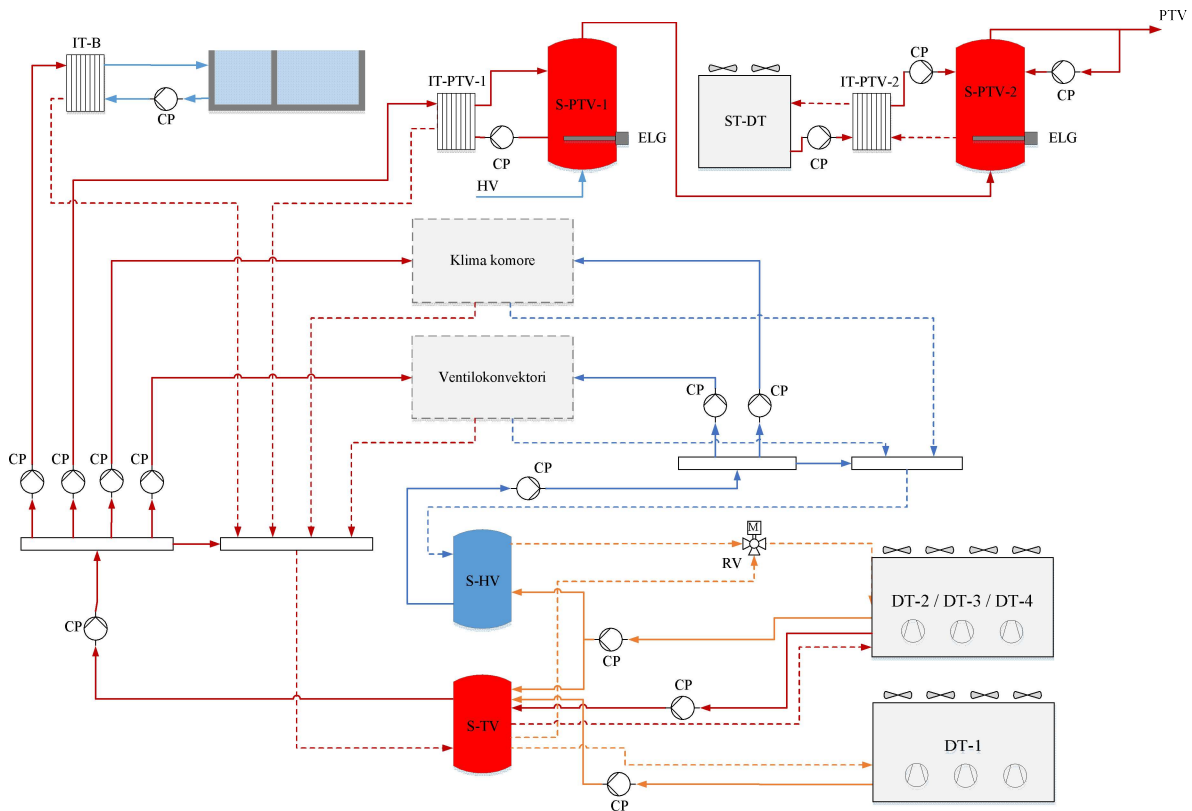 PTV
IT-B
CP
IT-PTV-1
CP
S-PTV-1
ELG
HV
ST-DT
CP
IT-PTV-2
CP
S-PTV-2
CP
ELG
Klima komore
Ventilokonvektori
CP
CP
CP
CP
CP
CP
CP
M
RV
S-HV
DT-2 / DT-3 / DT-4
CP
CP
CP
S-TV
DT-1
CP